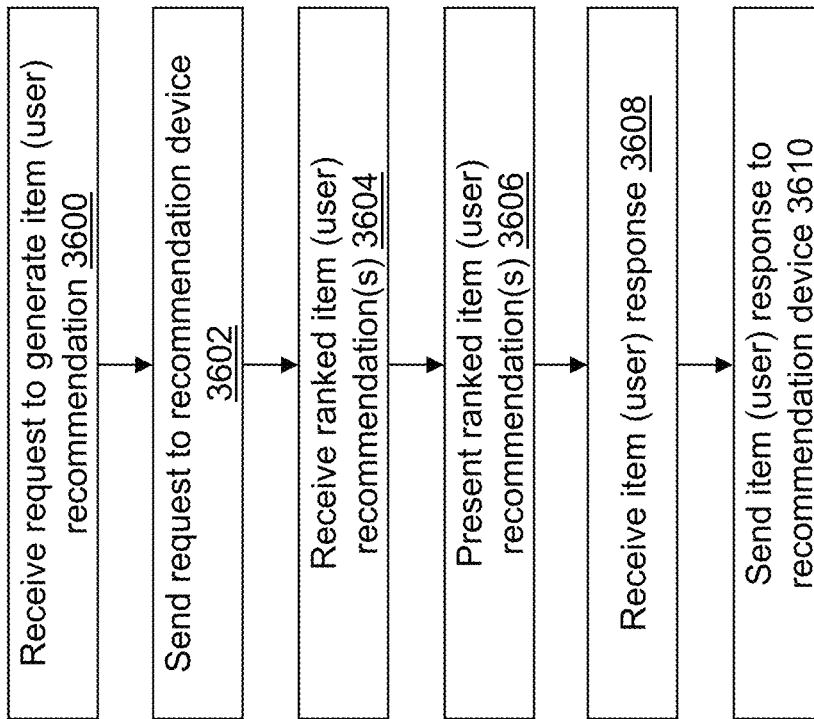 Receive request to generate item (user)
recommendation 3600
Send request to recommendation device
3602
Receive ranked item (user)
recommendation(s) 3604
Present ranked item (user)
recommendation(s) 3606
Receive item (user) response 3608
Send item (user) response to
recommendation device 3610